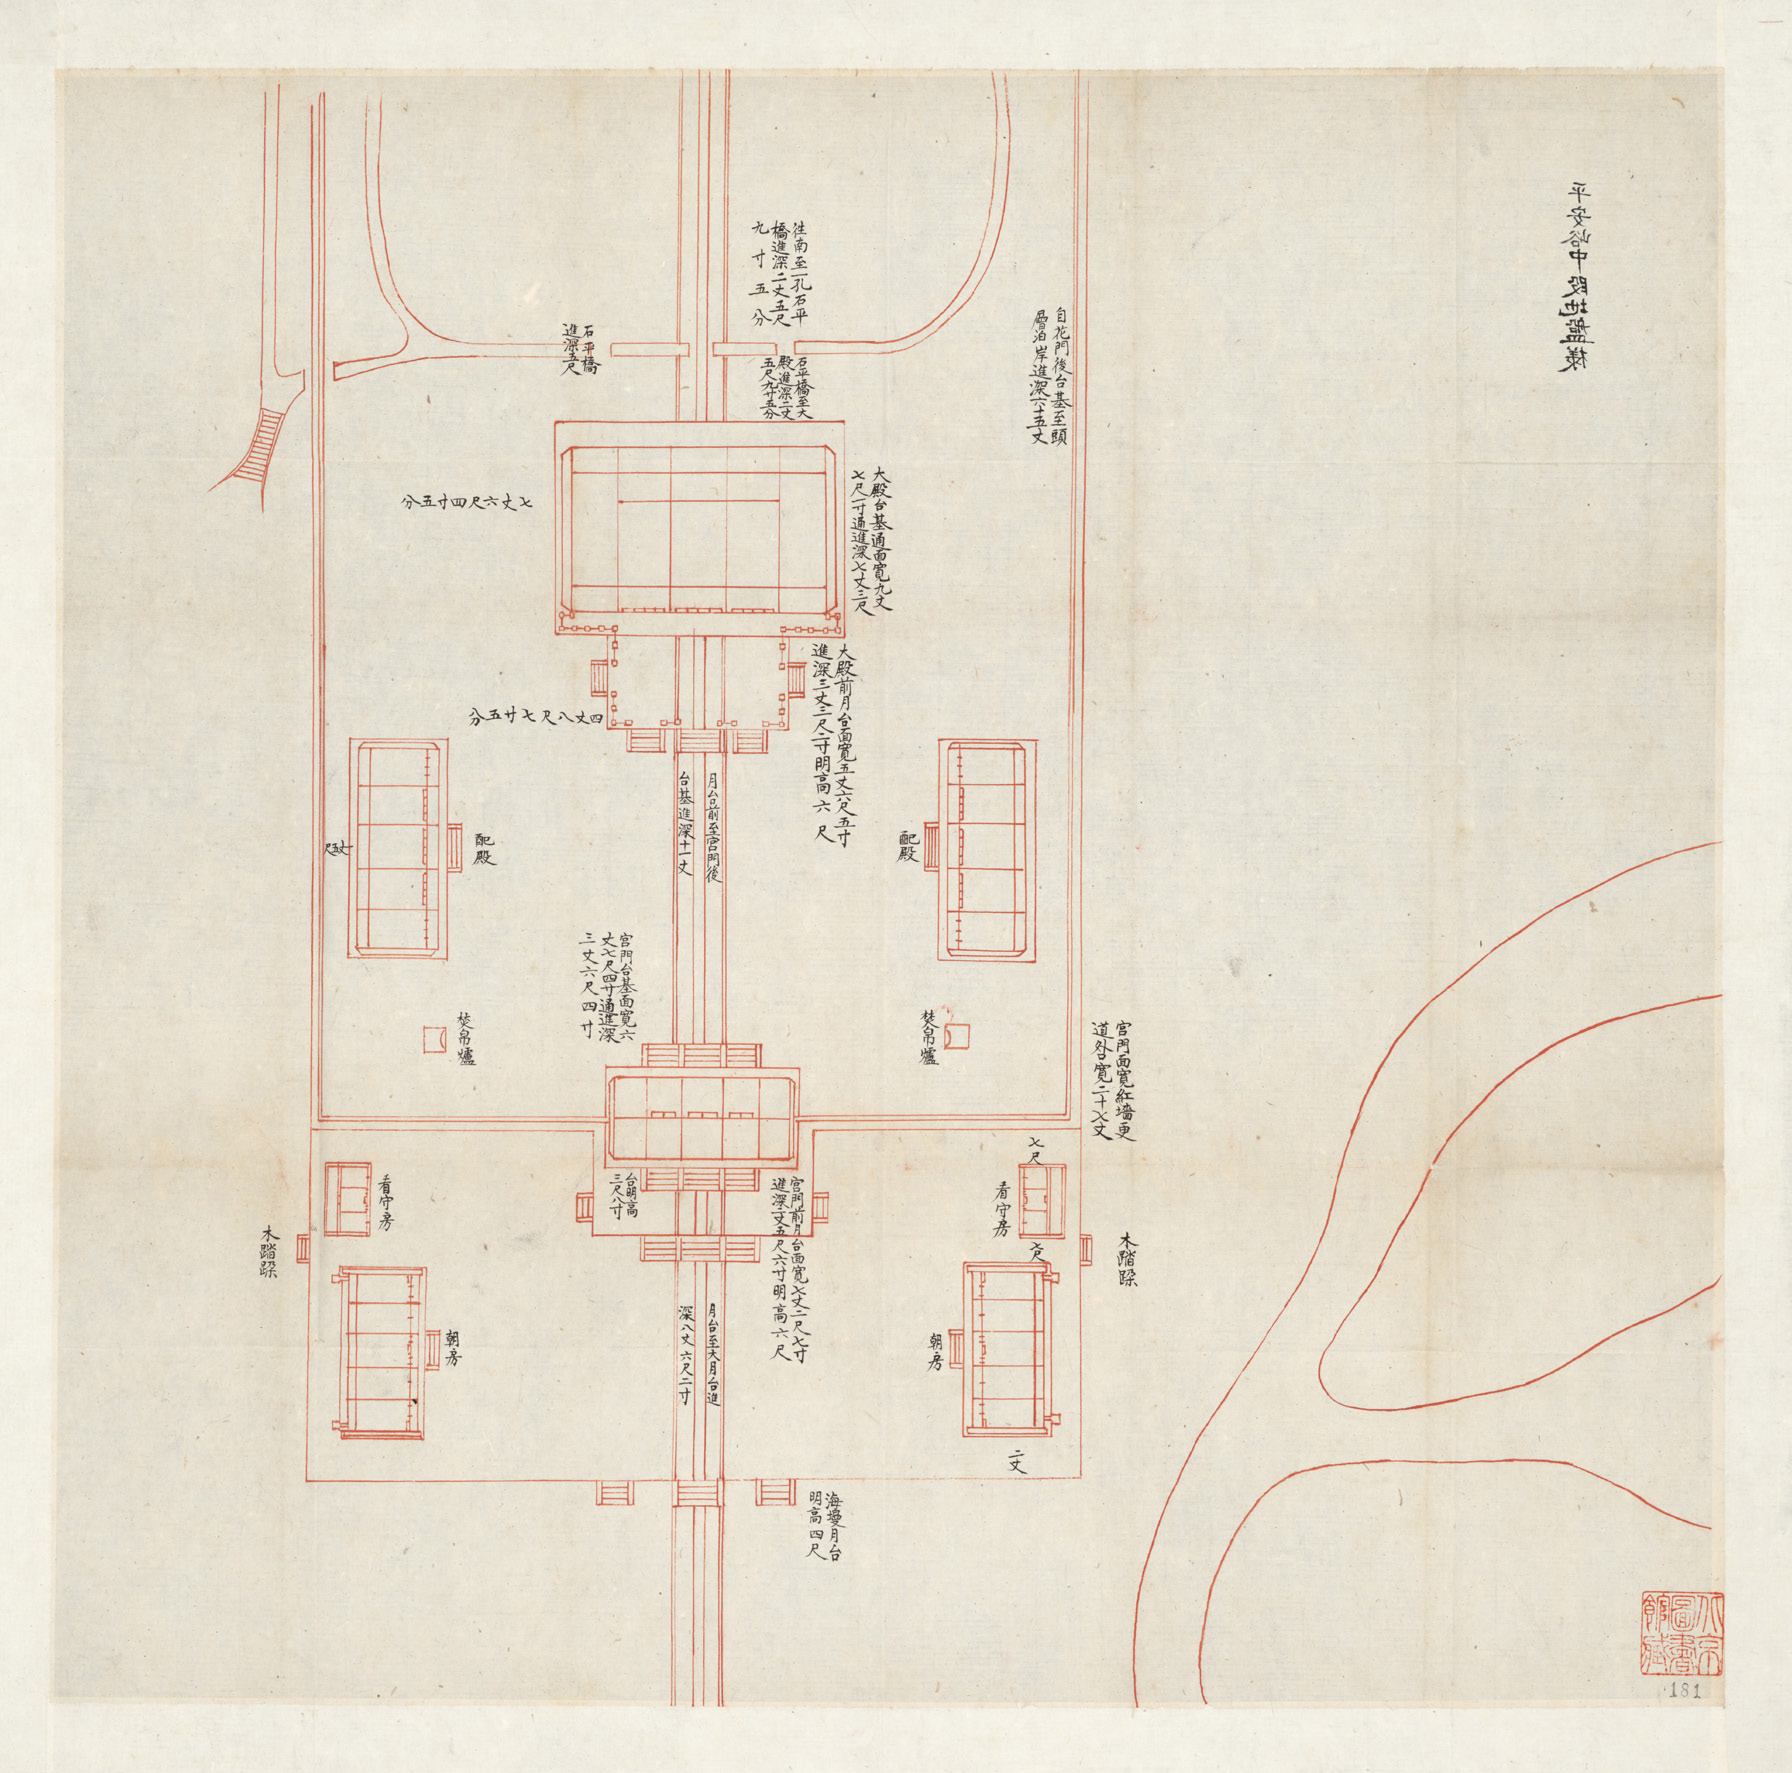 平安峪中段地盤樣
自花門後台基至頭
層泊岸進深六十五丈
往南至一孔石平
橋進深二丈五尺
九寸五分
石平橋
進深五尺
石平橋至大
殿進深二丈
五尺九寸五分
大殿台基通面寬九丈
七尺一寸通進深七丈三尺
七丈六尺四寸五分
大殿前月台面寬五丈六尺五寸
進深三丈三尺二寸明高六尺
四丈八尺七寸五分
月台前至宮門後
台基進深十一丈
配殿
配殿
宮門台基面寬六
丈七尺四寸通進深
三丈六尺四寸
焚帛爐
焚帛爐
宮門面寬紅墻更
道外口寬二十七丈
七尺
看守房
看守房
木踏跺
木踏跺
台明高
三尺八寸
宮門前月台面寬七丈二尺七寸
進深二丈五尺六寸明高六尺
月台至大月台進
深八丈六尺二寸
朝房
朝房
二丈
海墁月台
明高四尺
北京
圖書
館藏
181